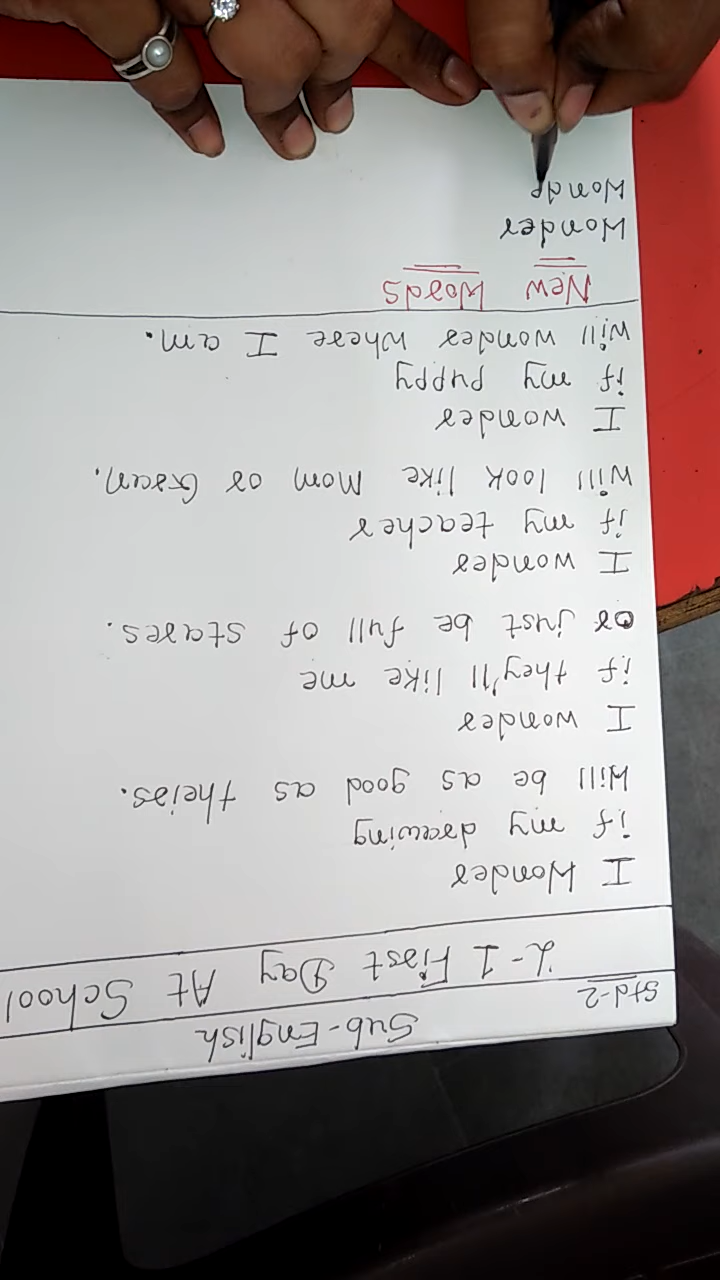 Sub-English
Std-2
L-1 First Day At School
I Wonder
if my drawing
Will be as good as theirs.
I wonder
if they'll like me
or just be full of stares.
I wonder
if my teacher
Will look like Mom or Gram.
I wonder
if my puppy
will wonder where I am.
New Words
Wonder
Wonde